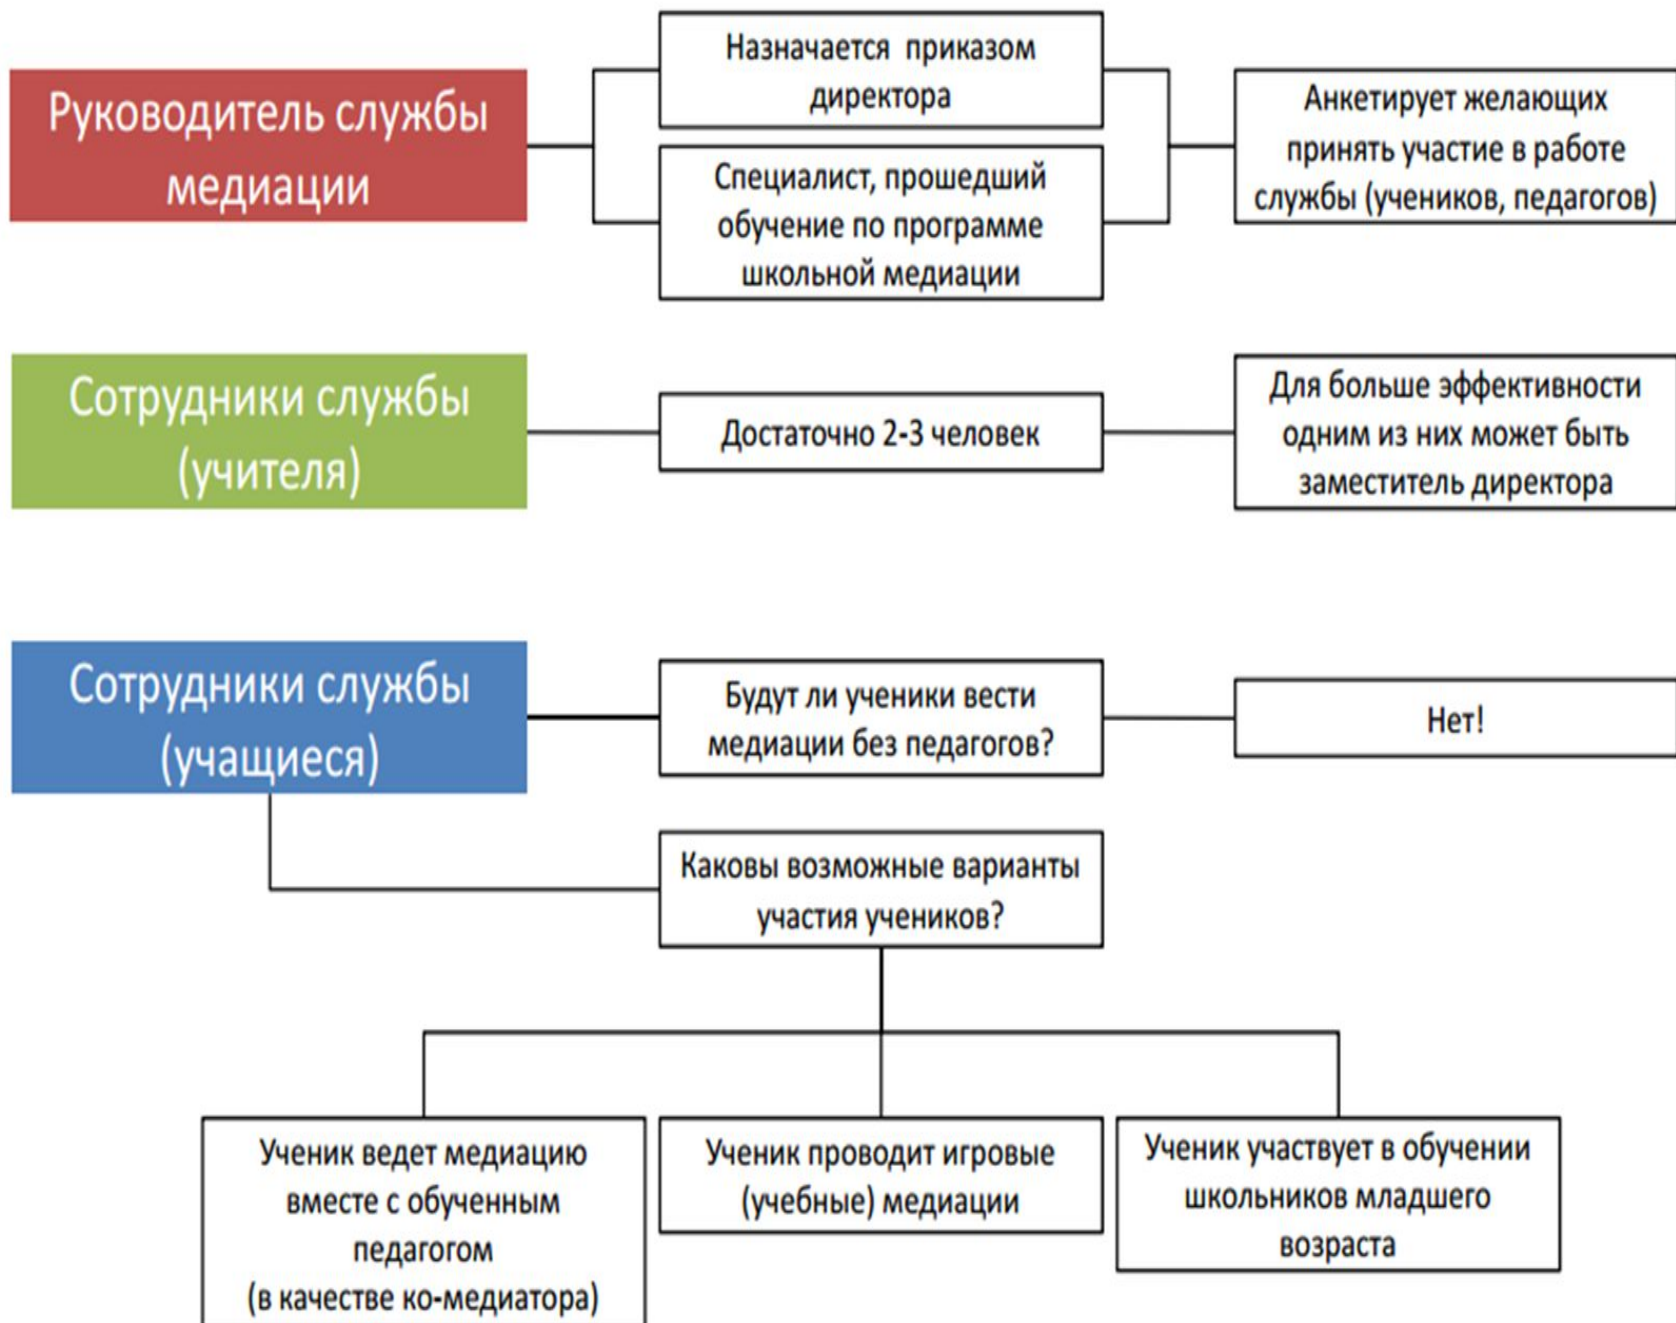 Руководитель службы
медиации
Назначается приказом
директора
Специалист, прошедший
обучение по программе
школьной медиации
Анкетирует желающих
принять участие в работе
службы (учеников, педагогов)
Сотрудники службы
(учителя)
Достаточно 2-3 человек
Для больше эффективности
одним из них может быть
заместитель директора
Сотрудники службы
(учащиеся)
Будут ли ученики вести
медиации без педагогов?
Нет!
Каковы возможные варианты
участия учеников?
Ученик ведет медиацию
вместе с обученным
педагогом
(в качестве ко-медиатора)
Ученик проводит игровые
(учебные) медиации
Ученик участвует в обучении
школьников младшего
возраста